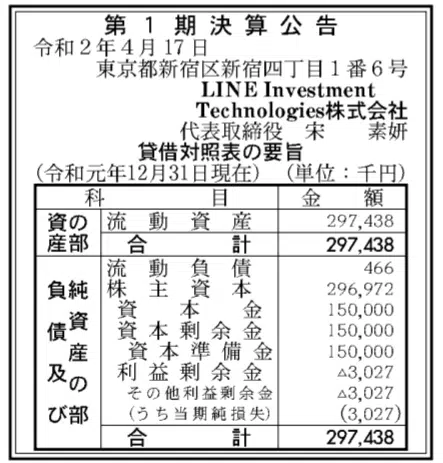 第1期決算公告
令和2年4月17日
東京都新宿区新宿四丁目1番6号
LINE Investment
Technologies株式会社
代表取締役 宋 素妍
貸借対照表の要旨
(令和元年12月31日現在) (単位:千円)
科 目 金 額
資産の部 流動資産 297,438
合計 297,438
負債及び純資産の部 流動負債 466
株主資本 296,972
資本金 150,000
資本剰余金 150,000
資本準備金 150,000
利益剰余金 △3,027
その他利益剰余金 △3,027
(うち当期純損失) (3,027)
合計 297,438